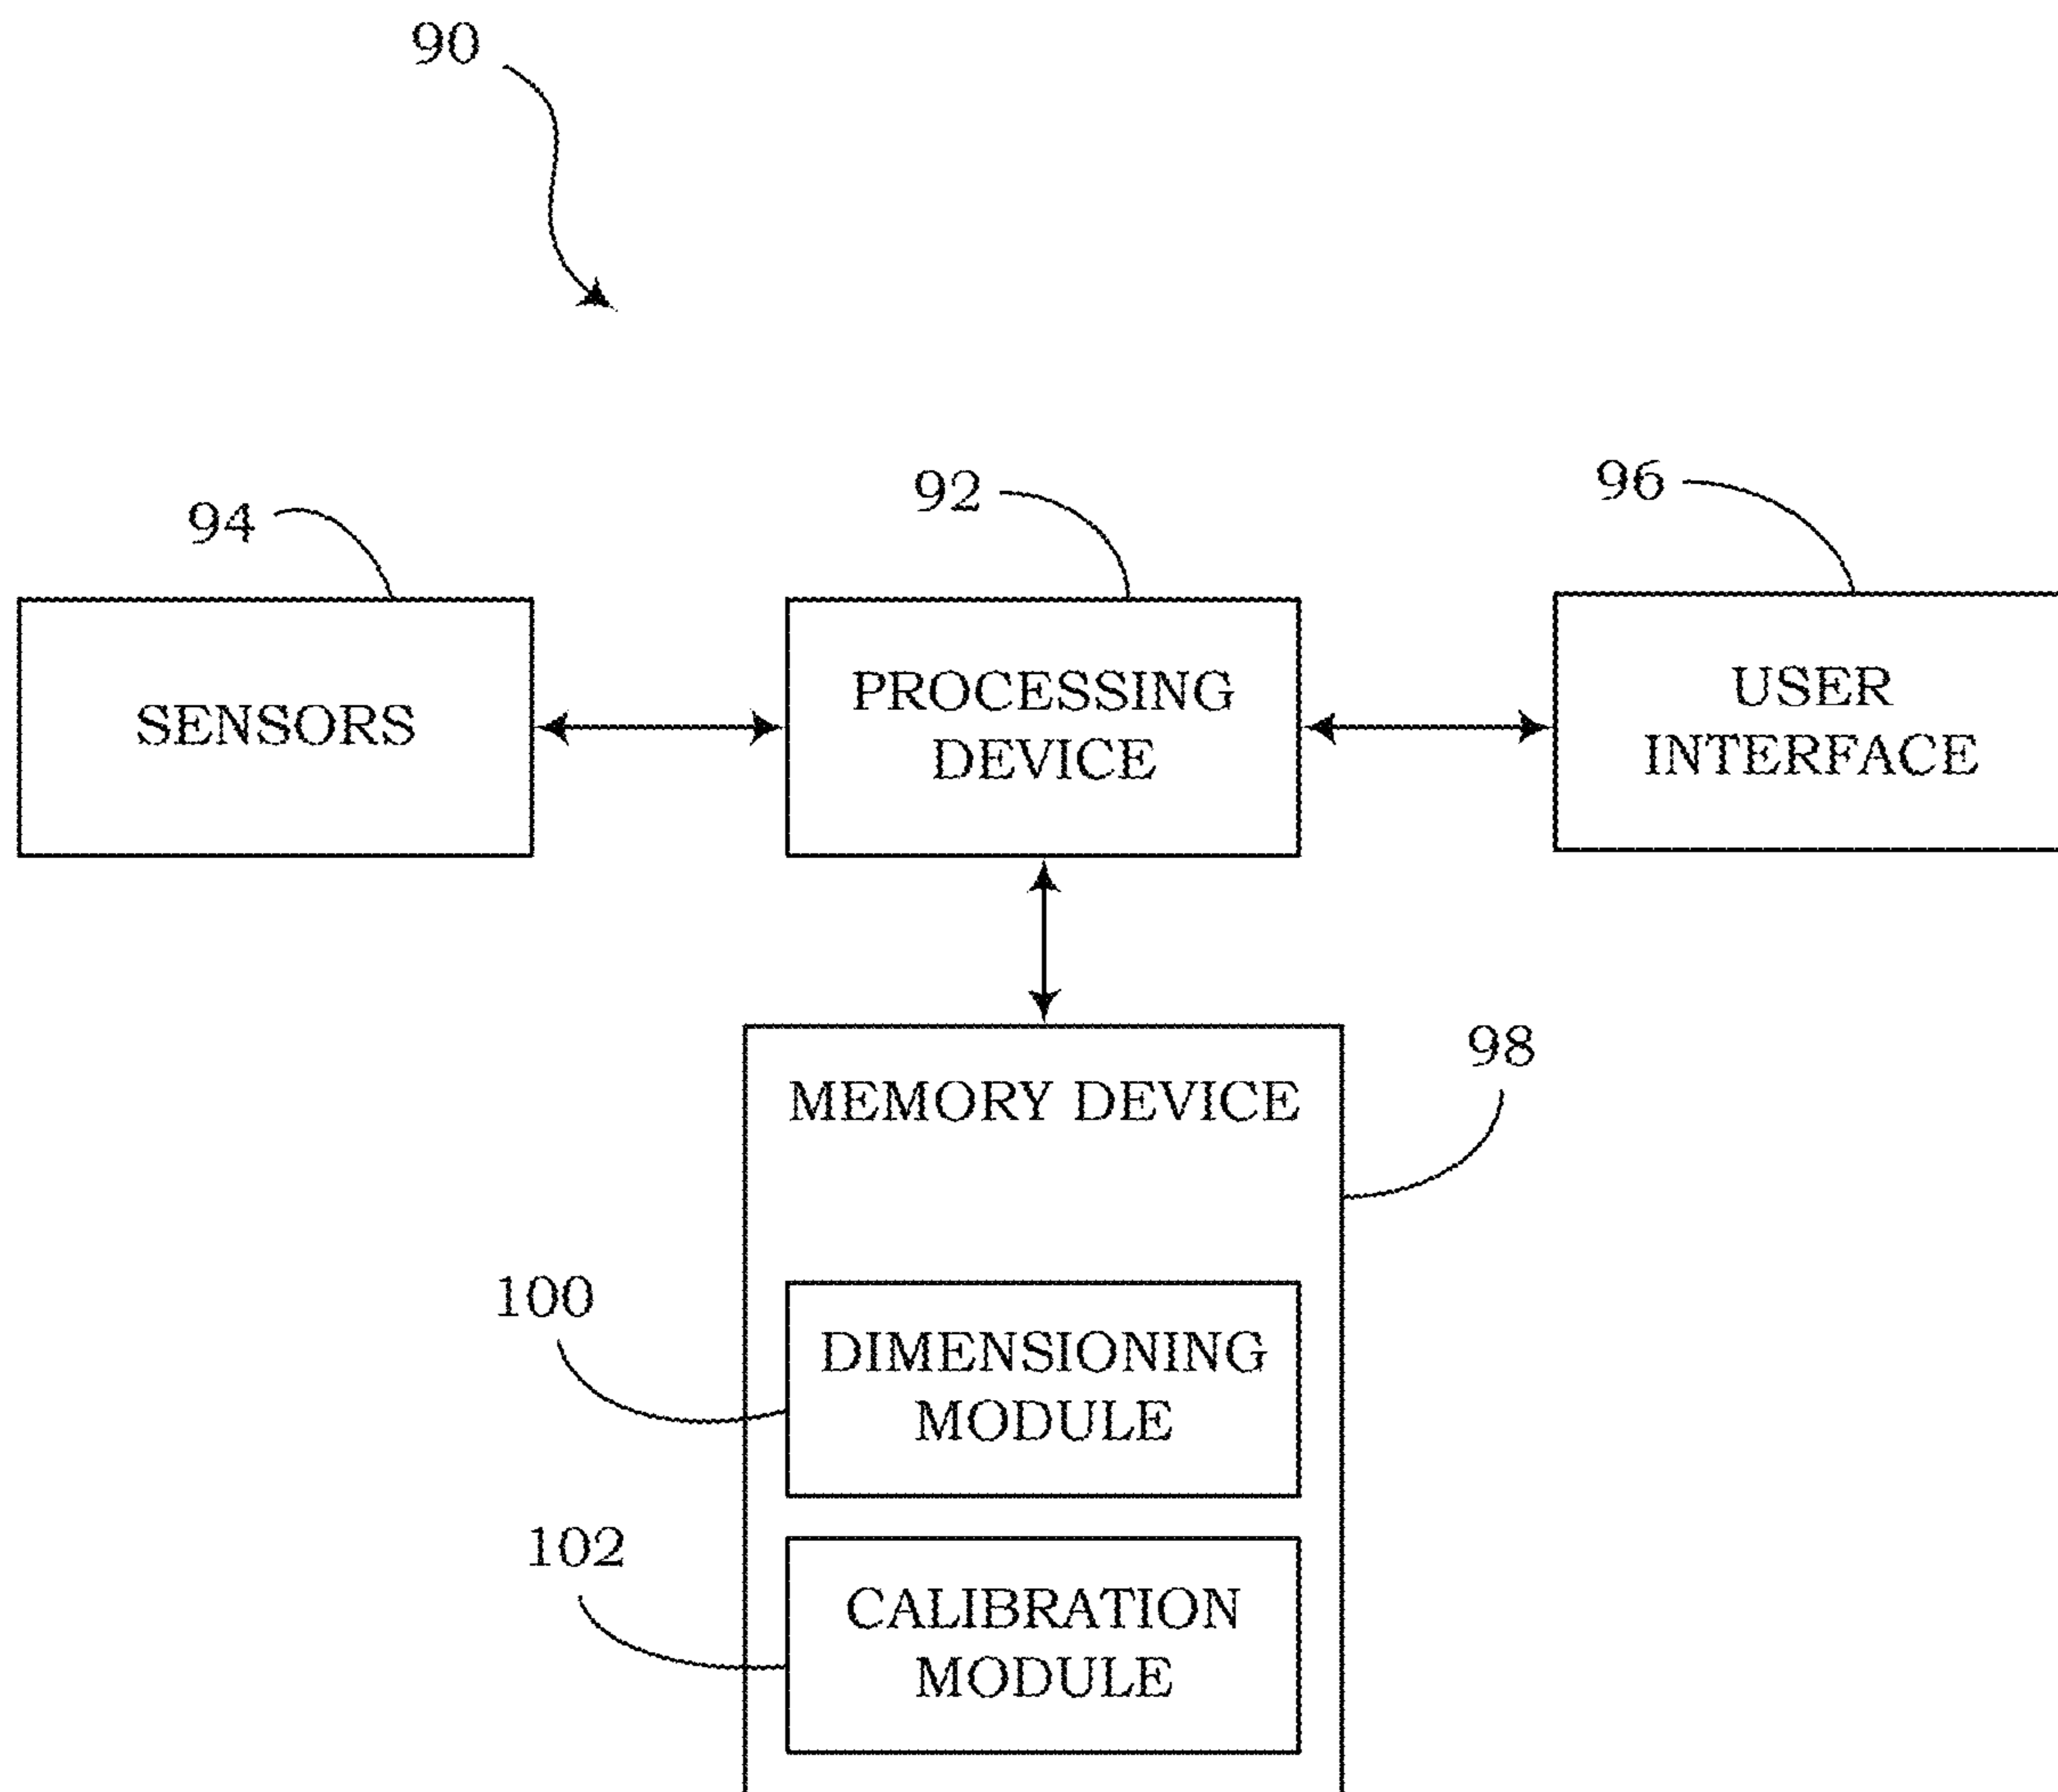 90
94
92
96
SENSORS
PROCESSING
DEVICE
USER
INTERFACE
98
MEMORY DEVICE
100
DIMENSIONING
MODULE
102
CALIBRATION
MODULE